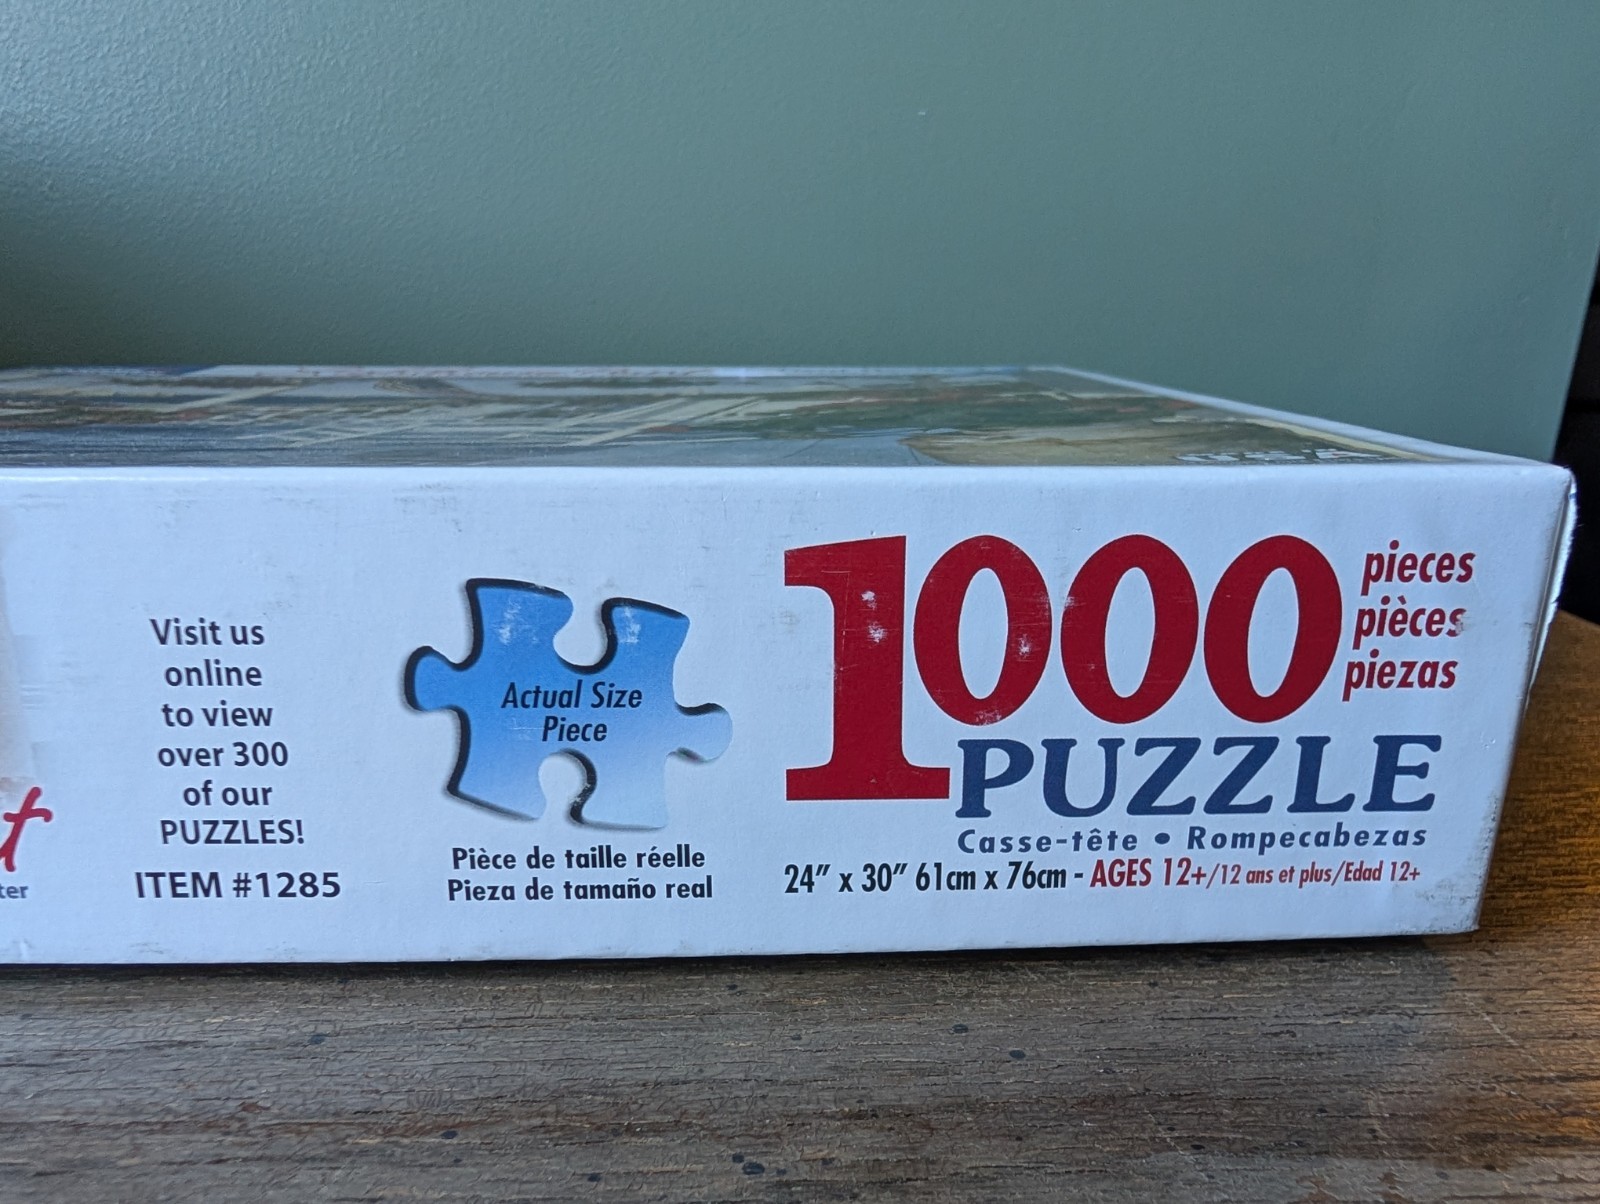 Visit us
online
to view
over 300
of our
PUZZLES!
ITEM #1285
Actual Size
Piece
Pièce de taille réelle
Pieza de tamaño real
1000
pieces
pièces
piezas
PUZZLE
Casse-tête • Rompecabezas
24” x 30” 61cm x 76cm - AGES 12+/12 ans et plus/Edad 12+